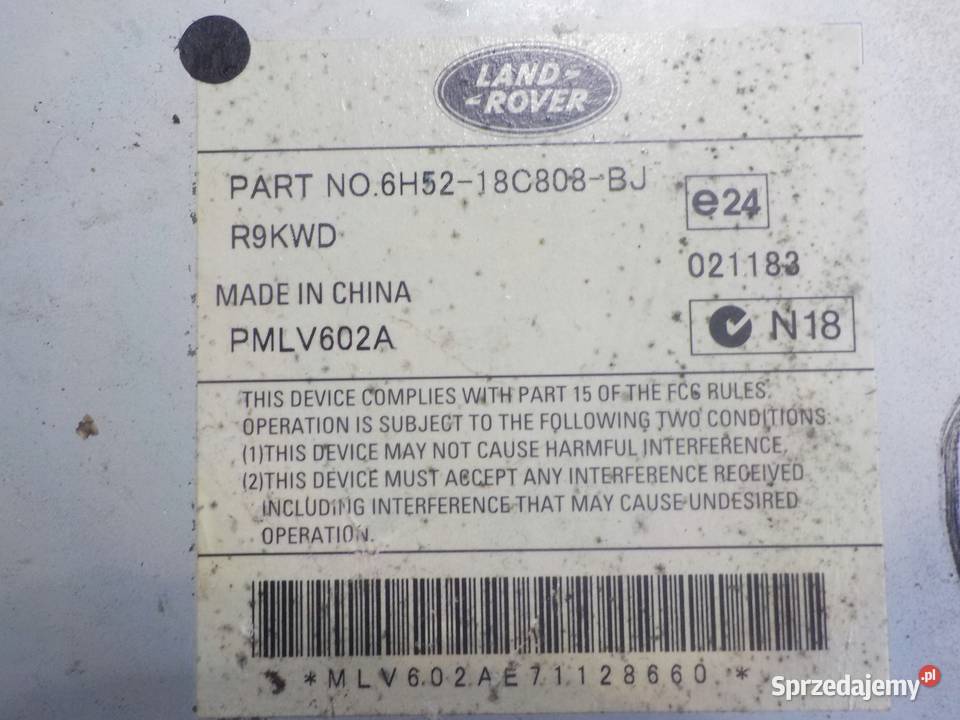 LAND-
-ROVER
PART NO.6H52-18C808-BJ
R9KWD
e24
021183
MADE IN CHINA
PMLV602A
N18
THIS DEVICE COMPLIES WITH PART 15 OF THE FCC RULES.
OPERATION IS SUBJECT TO THE FOLLOWING TWO CONDITIONS:
(1)THIS DEVICE MAY NOT CAUSE HARMFUL INTERFERENCE,
(2)THIS DEVICE MUST ACCEPT ANY INTERFERENCE RECEIVED
INCLUDING INTERFERENCE THAT MAY CAUSE UNDESIRED
OPERATION.
*MLV602AE71128660*
Sprzedajemy.pl